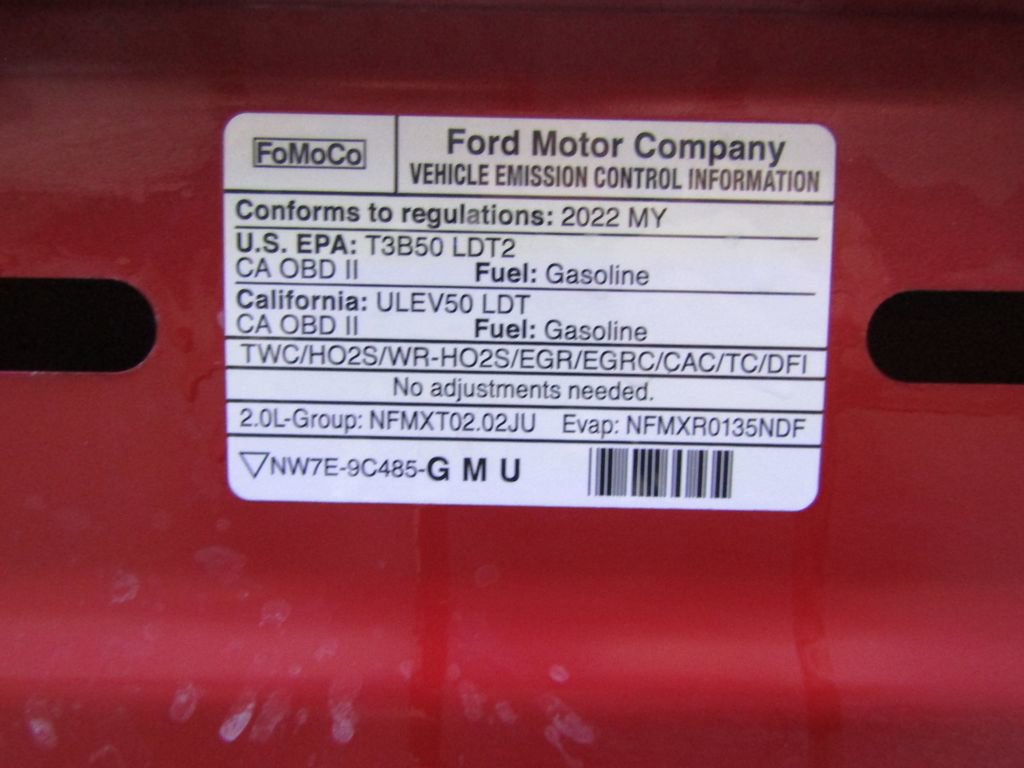 FoMoCo
Ford Motor Company
VEHICLE EMISSION CONTROL INFORMATION
Conforms to regulations: 2022 MY
U.S. EPA: T3B50 LDT2
CA OBD II Fuel: Gasoline
California: ULEV50 LDT
CA OBD II Fuel: Gasoline
TWC/HO2S/WR-HO2S/EGR/EGRC/CAC/TC/DFI
No adjustments needed.
2.0L-Group: NFMXT02.02JU Evap: NFMXR0135NDF
NW7E-9C485-G M U